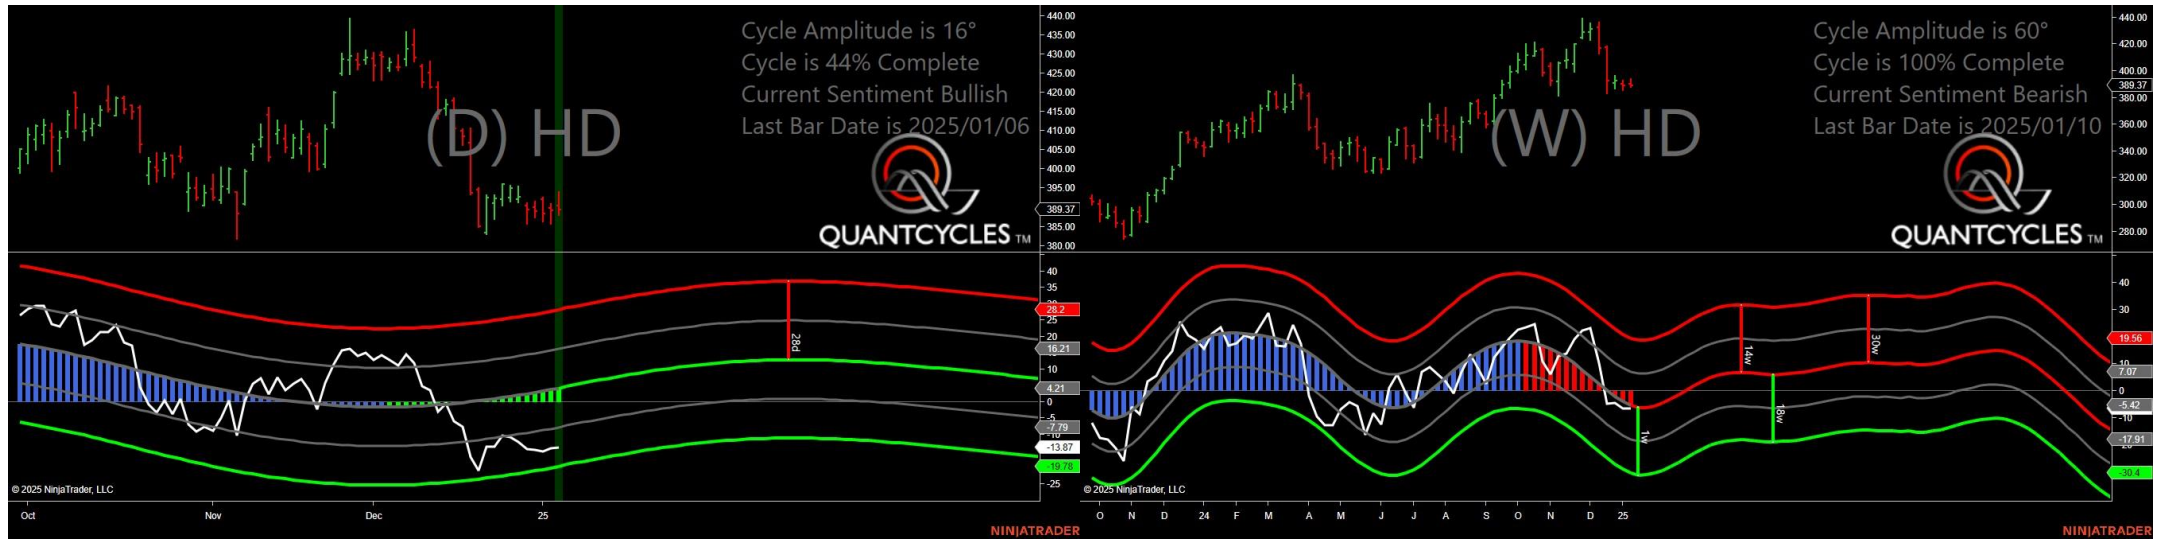 Cycle Amplitude is 16°
Cycle is 44% Complete
Current Sentiment Bullish
Last Bar Date is 2025/01/06
(D) HD
QUANTCYCLES TM
440.00
435.00
430.00
425.00
420.00
415.00
410.00
405.00
400.00
395.00
389.37
385.00
380.00
40
35
28.2
25
20
16.21
10
4.21
0
-5
-7.79
-10
-13.87
-19.78
-25
28d
© 2025 NinjaTrader, LLC
Oct Nov Dec 25
NINJATRADER
Cycle Amplitude is 60°
Cycle is 100% Complete
Current Sentiment Bearish
Last Bar Date is 2025/01/10
(W) HD
QUANTCYCLES TM
440.00
420.00
400.00
389.37
380.00
360.00
340.00
320.00
300.00
280.00
40
30
19.56
10
7.07
0
-5.42
-10
-17.91
-30.4
1w
14w
18w
30w
© 2025 NinjaTrader, LLC
O N D 24 F M A M J J A S O N D 25
NINJATRADER